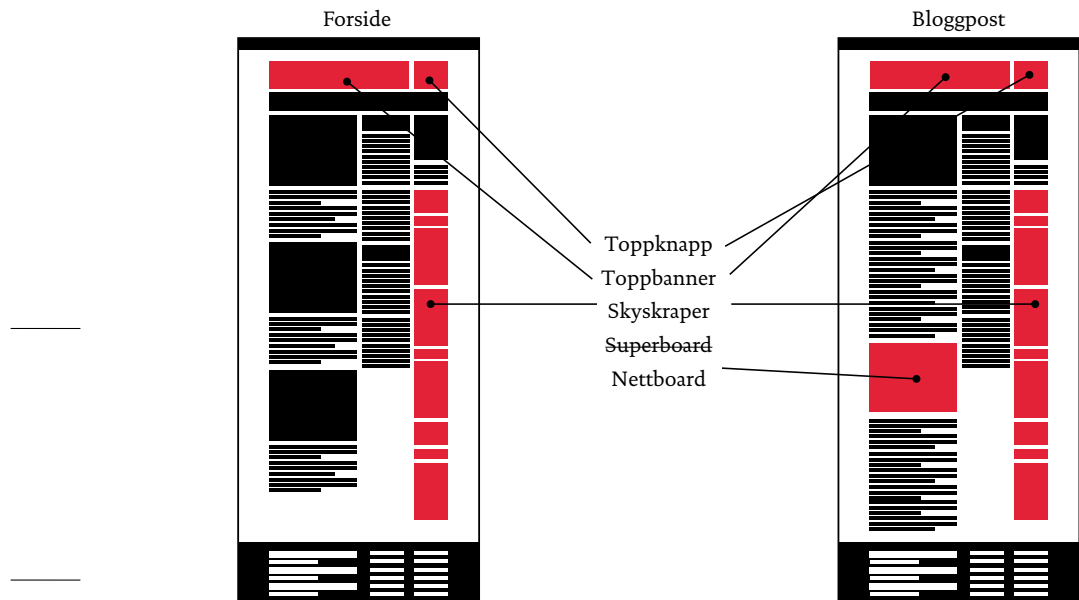 Forside
Bloggpost
Toppknapp
Toppbanner
Skyskraper
Superboard
Nettboard